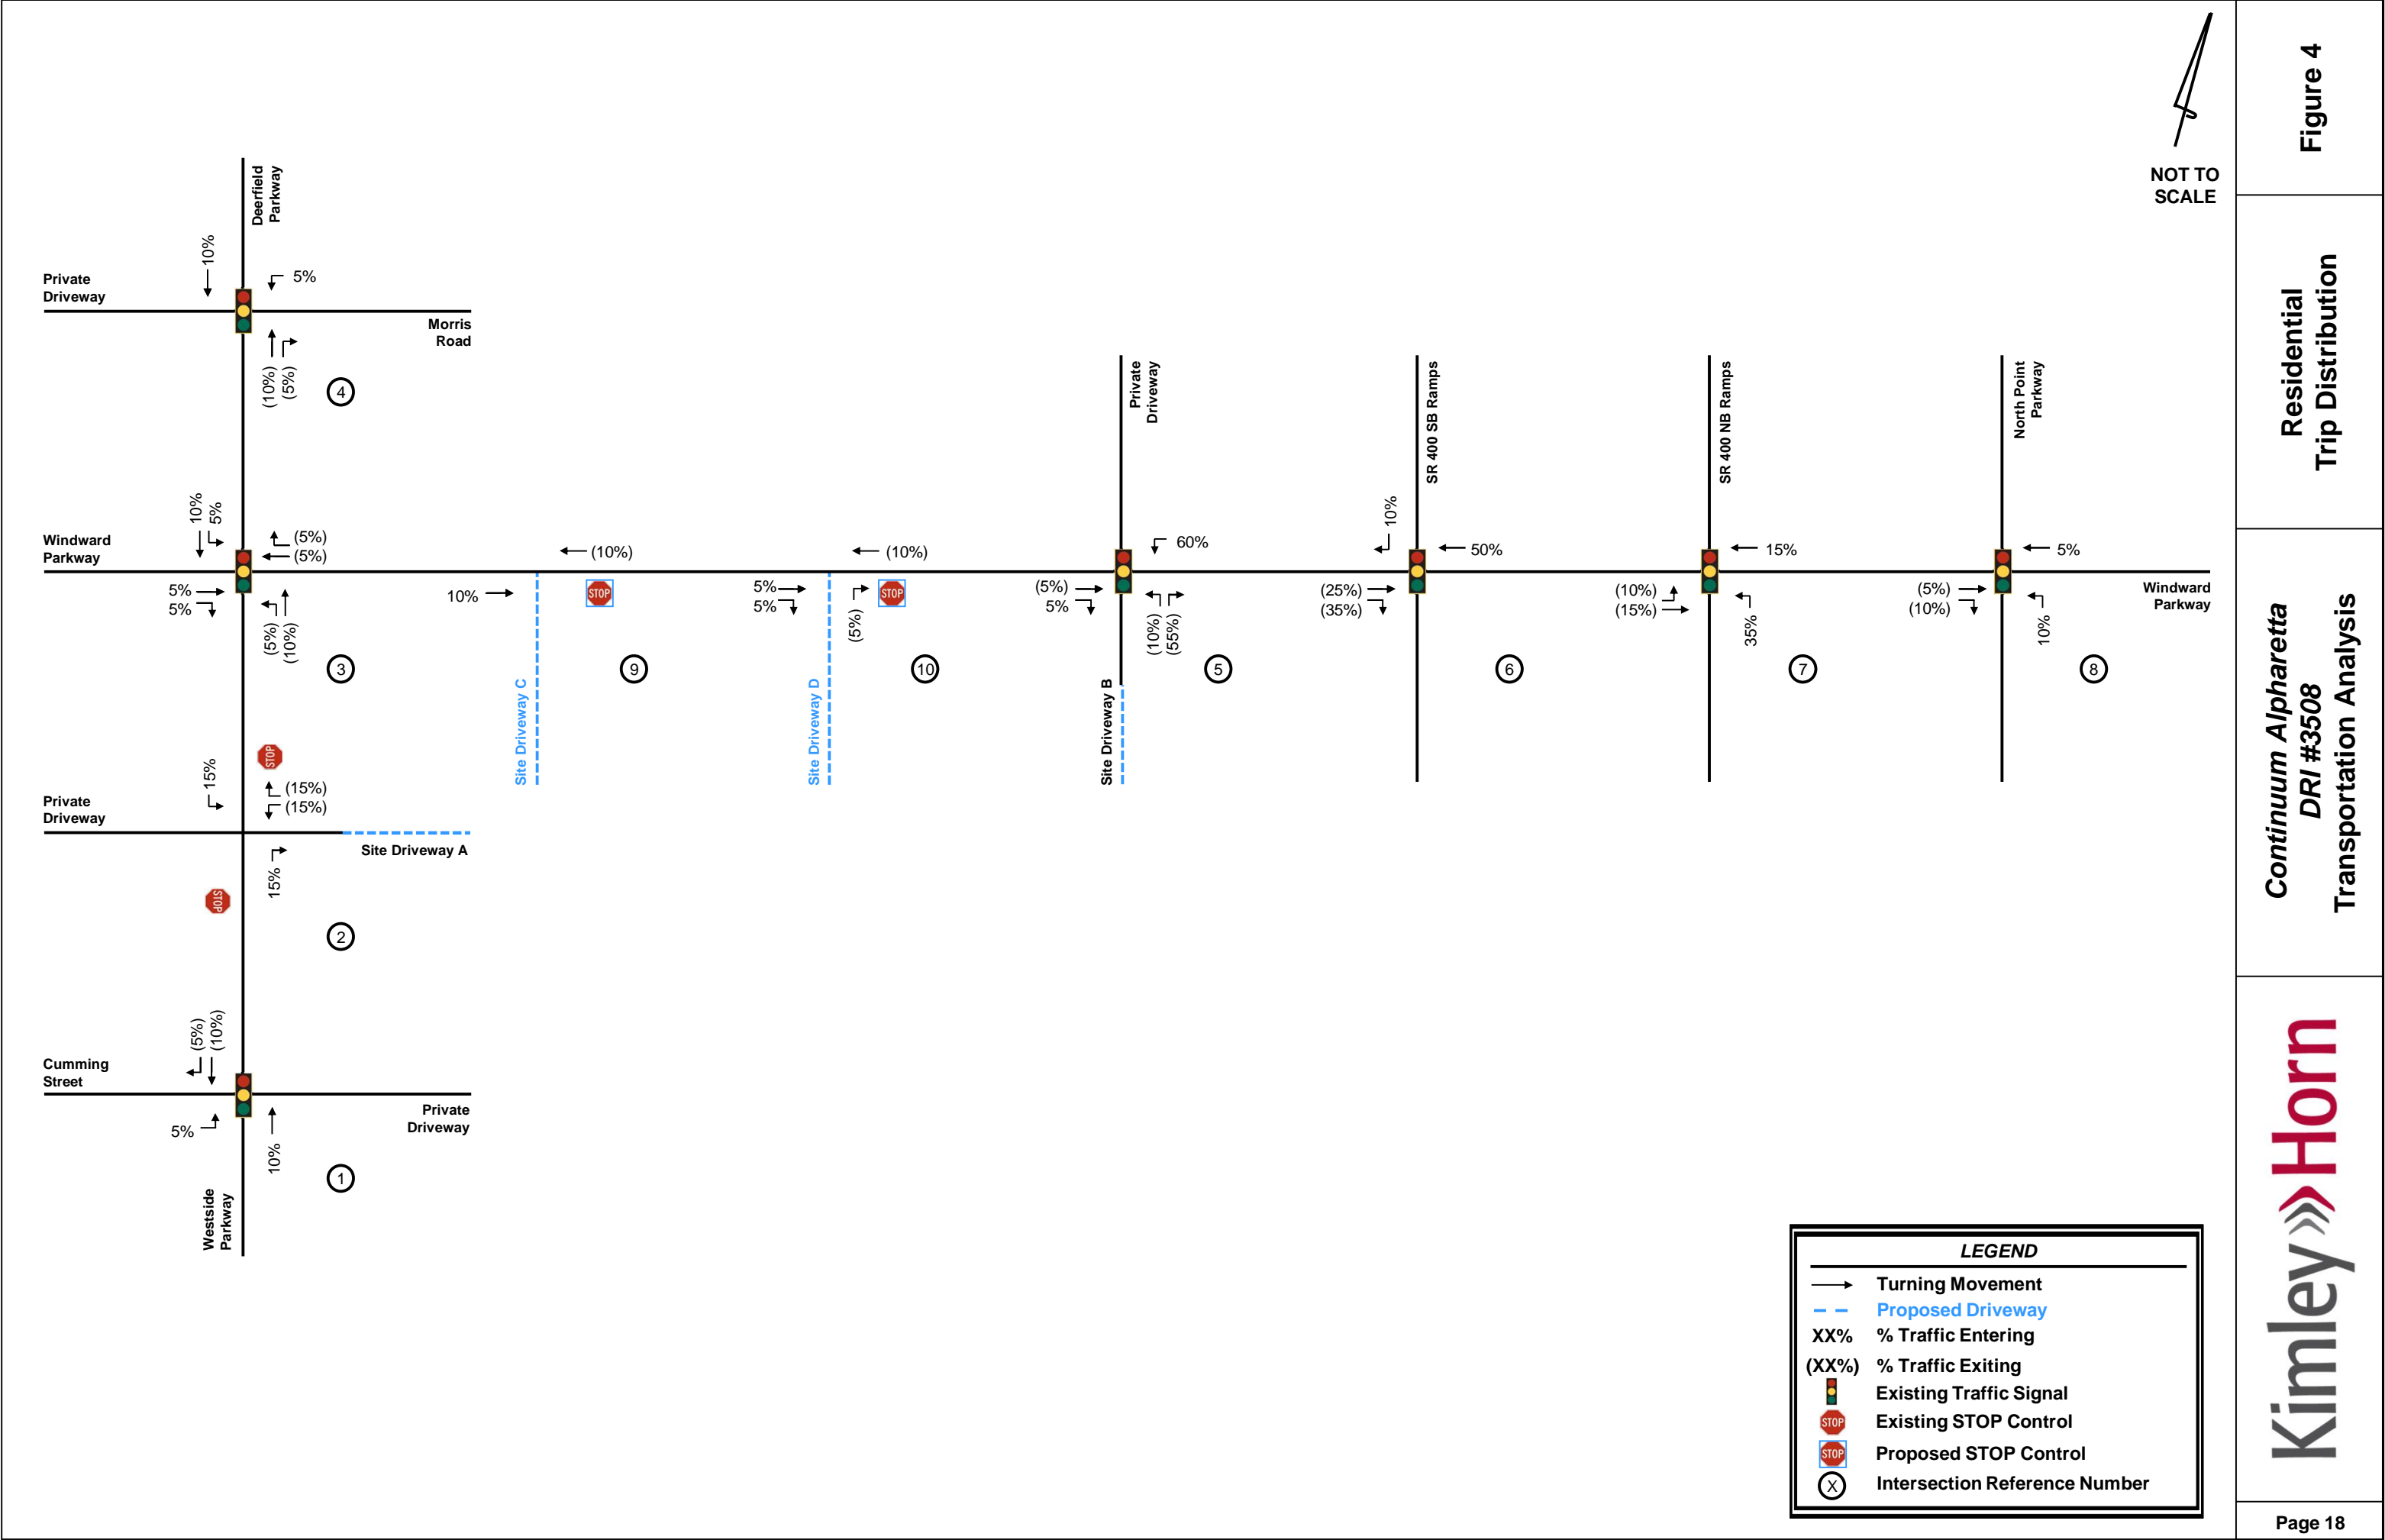 Figure 4
Residential
Trip Distribution
Continuum Alpharetta
DRI #3508
Transportation Analysis
Kimley»Horn
Page 18
NOT TO
SCALE
Deerfield
Parkway
10%
5%
Private
Driveway
Morris
Road
(10%)
(5%)
4
10%
5%
(5%)
(5%)
Windward
Parkway
5%
5%
(5%)
(10%)
3
(10%)
10%
STOP
Site Driveway C
9
(10%)
5%
5%
(5%)
STOP
Site Driveway D
10
Private
Driveway
60%
(5%)
5%
(10%)
(55%)
Site Driveway B
5
SR 400 SB Ramps
10%
50%
(25%)
(35%)
6
SR 400 NB Ramps
15%
(10%)
(15%)
35%
7
North Point
Parkway
5%
(5%)
(10%)
10%
Windward
Parkway
8
STOP
15%
(15%)
(15%)
Private
Driveway
Site Driveway A
15%
STOP
2
(5%)
(10%)
Cumming
Street
Private
Driveway
5%
10%
1
Westside
Parkway
LEGEND
Turning Movement
Proposed Driveway
XX% % Traffic Entering
(XX%) % Traffic Exiting
Existing Traffic Signal
STOP Existing STOP Control
STOP Proposed STOP Control
X Intersection Reference Number